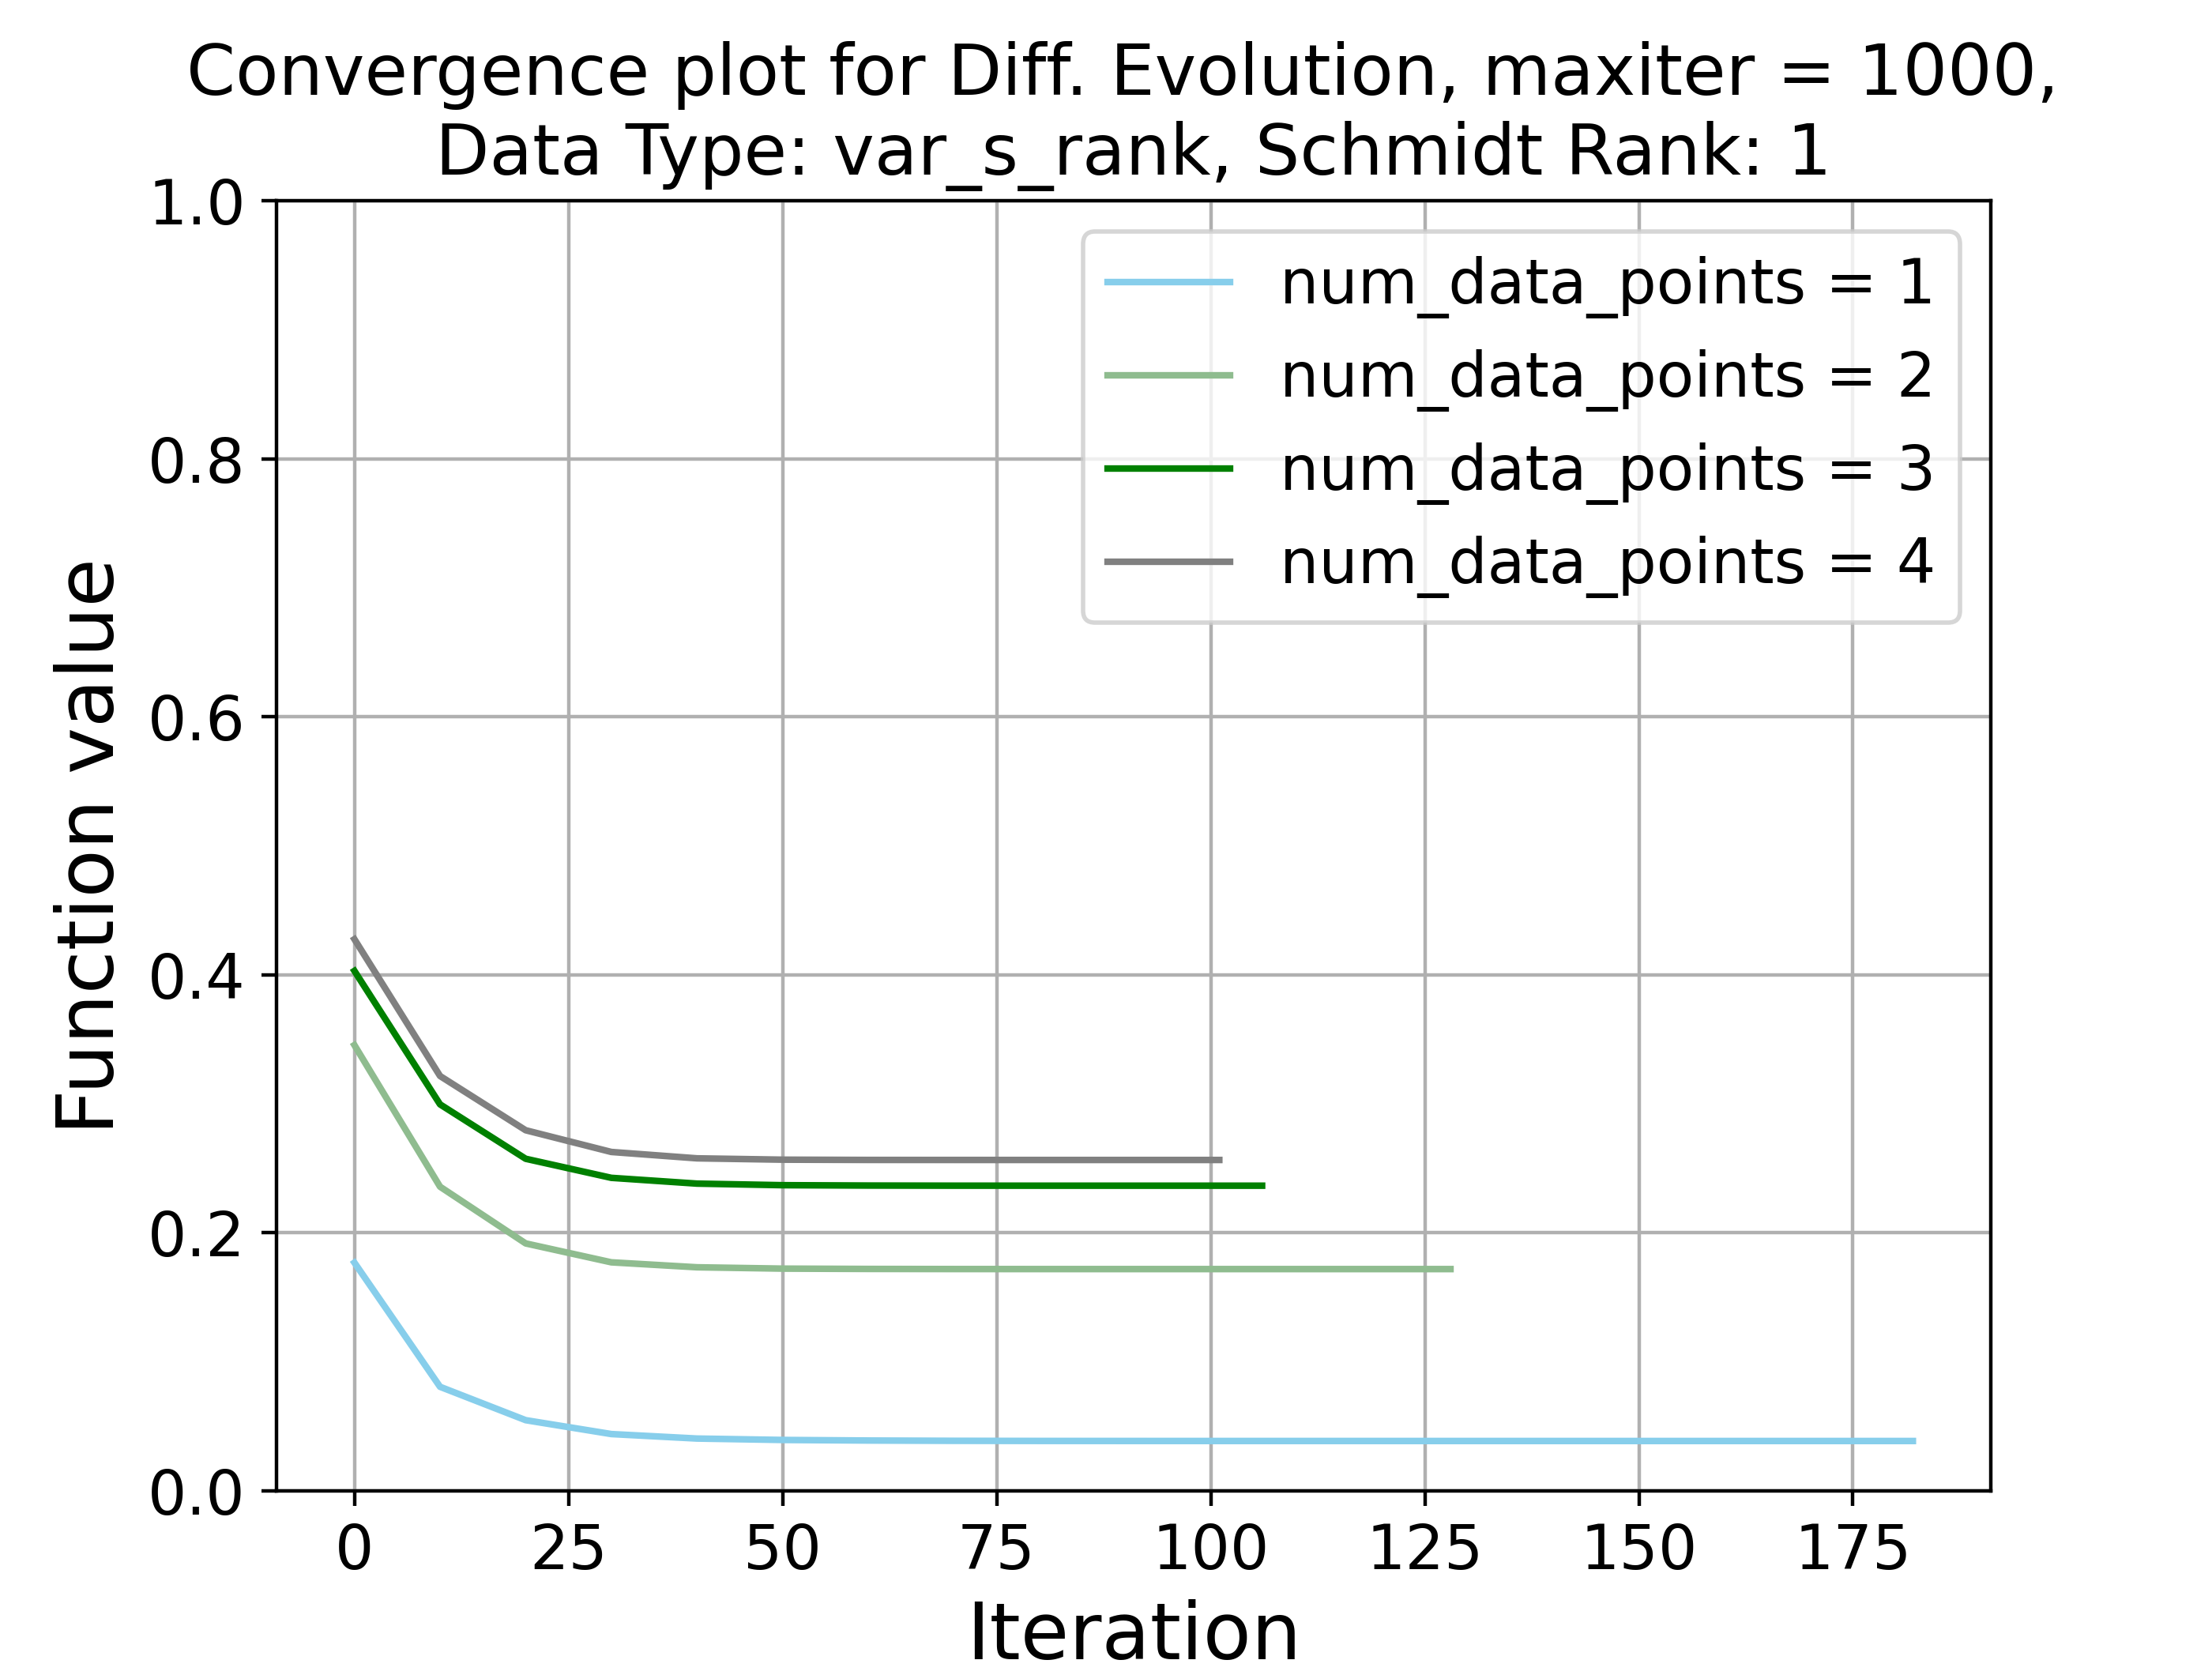 Convergence plot for Diff. Evolution, maxiter = 1000,
Data Type: var_s_rank, Schmidt Rank: 1
1.0
0.8
0.6
0.4
0.2
0.0
Function value
num_data_points = 1
num_data_points = 2
num_data_points = 3
num_data_points = 4
0 25 50 75 100 125 150 175
Iteration